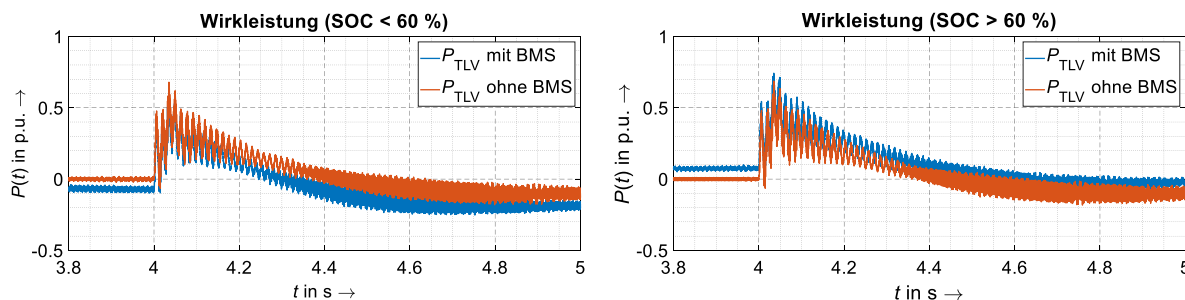 Wirkleistung (SOC < 60 %)
1
0.5
0
-0.5
P(t) in p.u. →
P_TLV mit BMS
P_TLV ohne BMS
3.8 4 4.2 4.4 4.6 4.8 5
t in s →
Wirkleistung (SOC > 60 %)
1
0.5
0
-0.5
P(t) in p.u. →
P_TLV mit BMS
P_TLV ohne BMS
3.8 4 4.2 4.4 4.6 4.8 5
t in s →